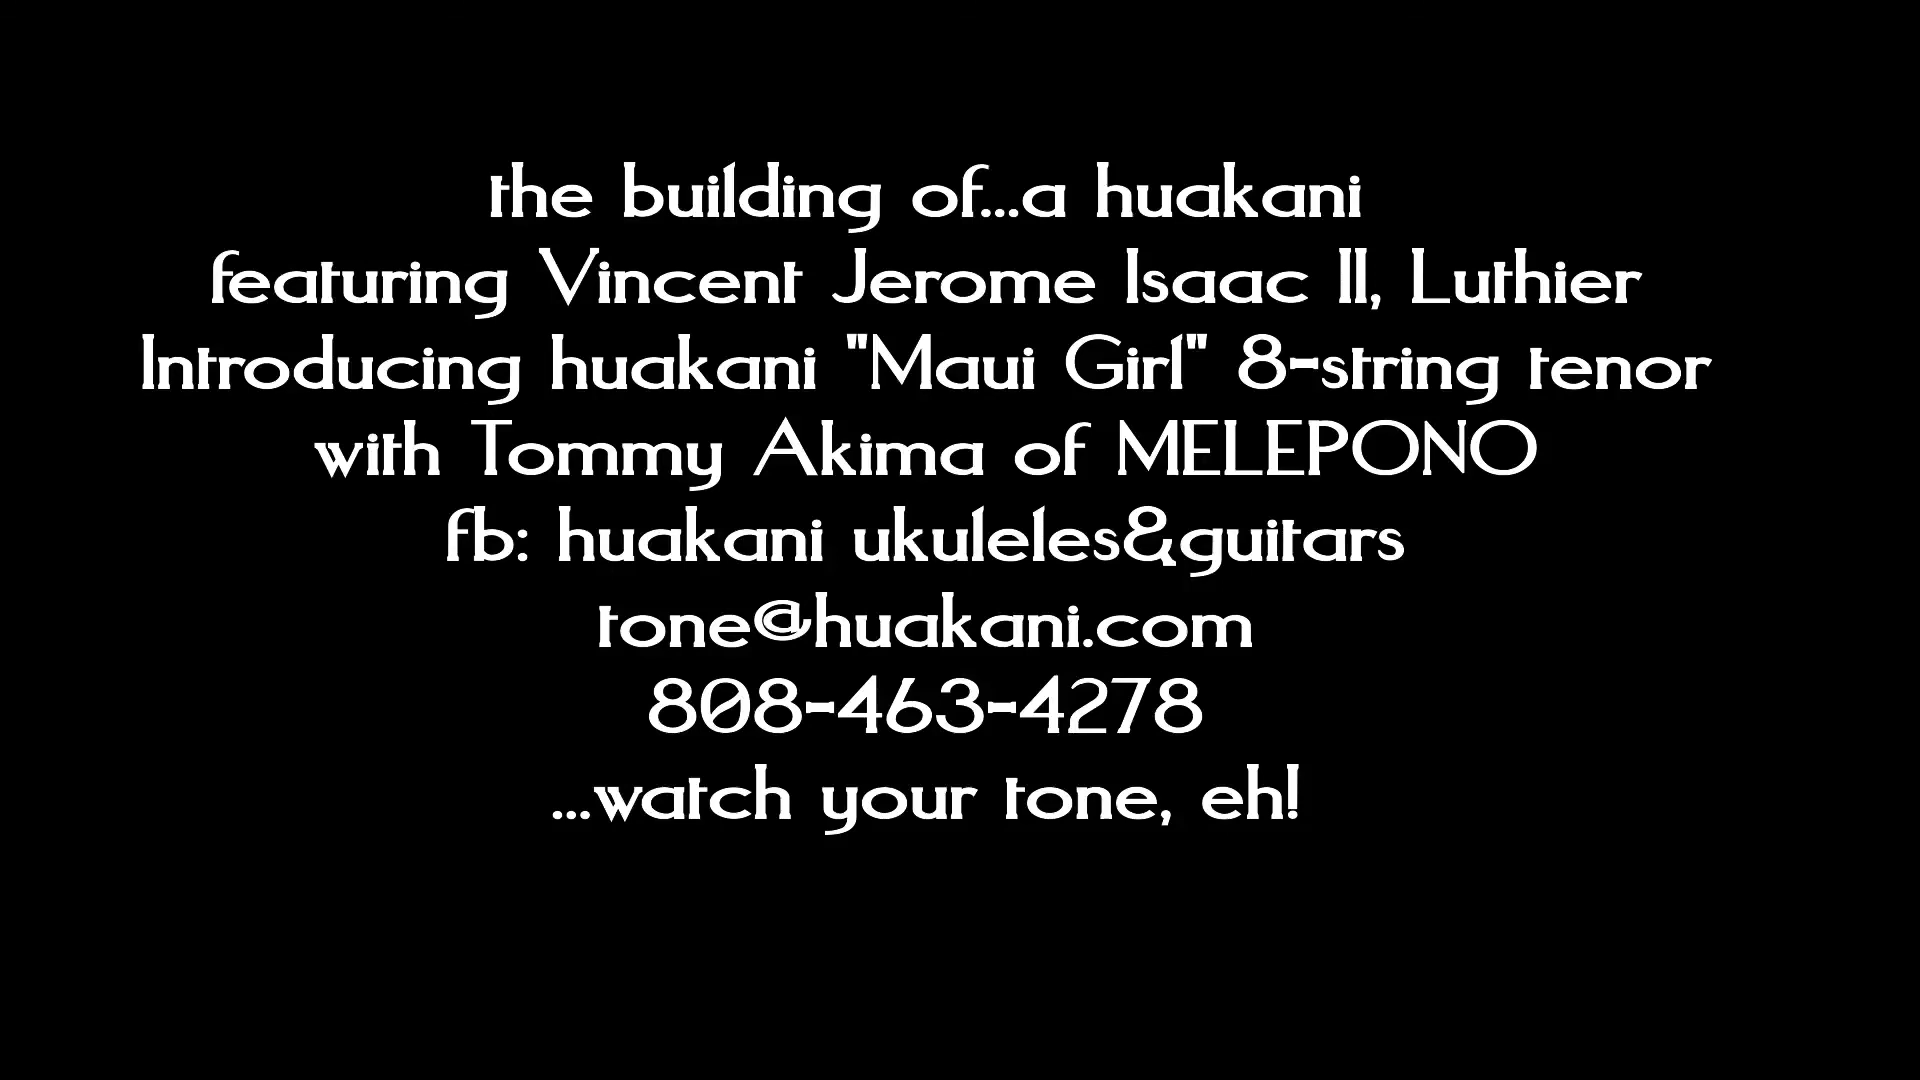 the building of...a huakani
featuring Vincent Jerome Isaac II, Luthier
Introducing huakani "Maui Girl" 8-string tenor
with Tommy Akima of MELEPONO
fb: huakani ukuleles&guitars
tone@huakani.com
808-463-4278
...watch your tone, eh!